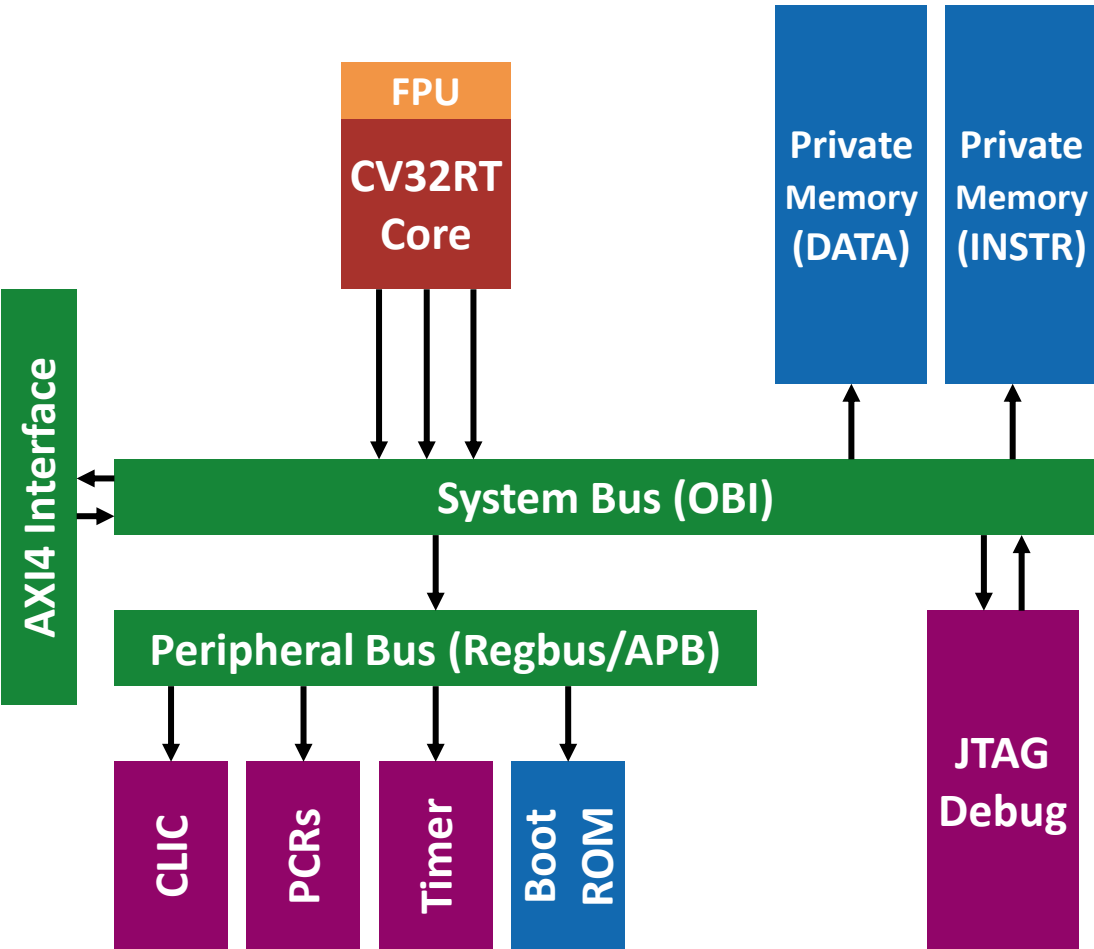 FPU
CV32RT
Core
Private
Memory
(DATA)
Private
Memory
(INSTR)
AXI4 Interface
System Bus (OBI)
Peripheral Bus (Regbus/APB)
CLIC
PCRs
Timer
Boot
ROM
JTAG
Debug